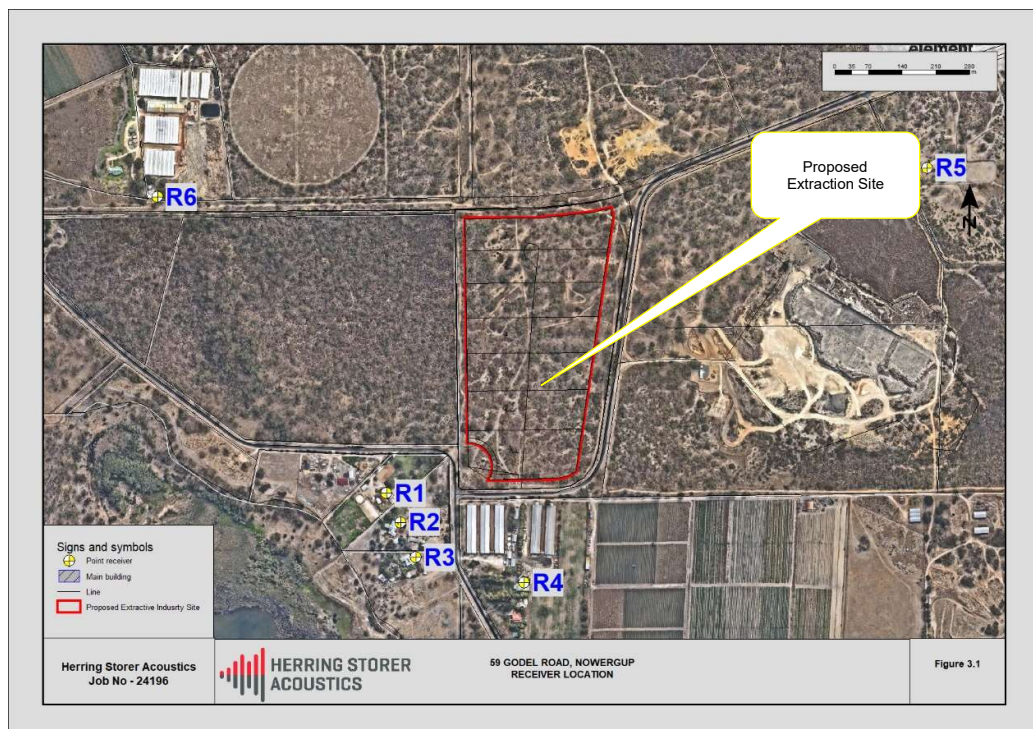 element
0 35 70 140 210 280
m
Proposed
Extraction Site
R5
N
R6
R1
R2
R3
R4
Signs and symbols
Point receiver
Main building
Line
Proposed Extractive Indusrty Site
Herring Storer Acoustics
Job No - 24196
HERRING STORER
ACOUSTICS
59 GODEL ROAD, NOWERGUP
RECEIVER LOCATION
Figure 3.1